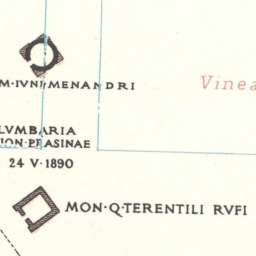 M·IVNI MENANDRI
Vinea
LVMBARIA
ION·PRASINAE
24 V·1890
MON·Q·TERENTILI RVFI